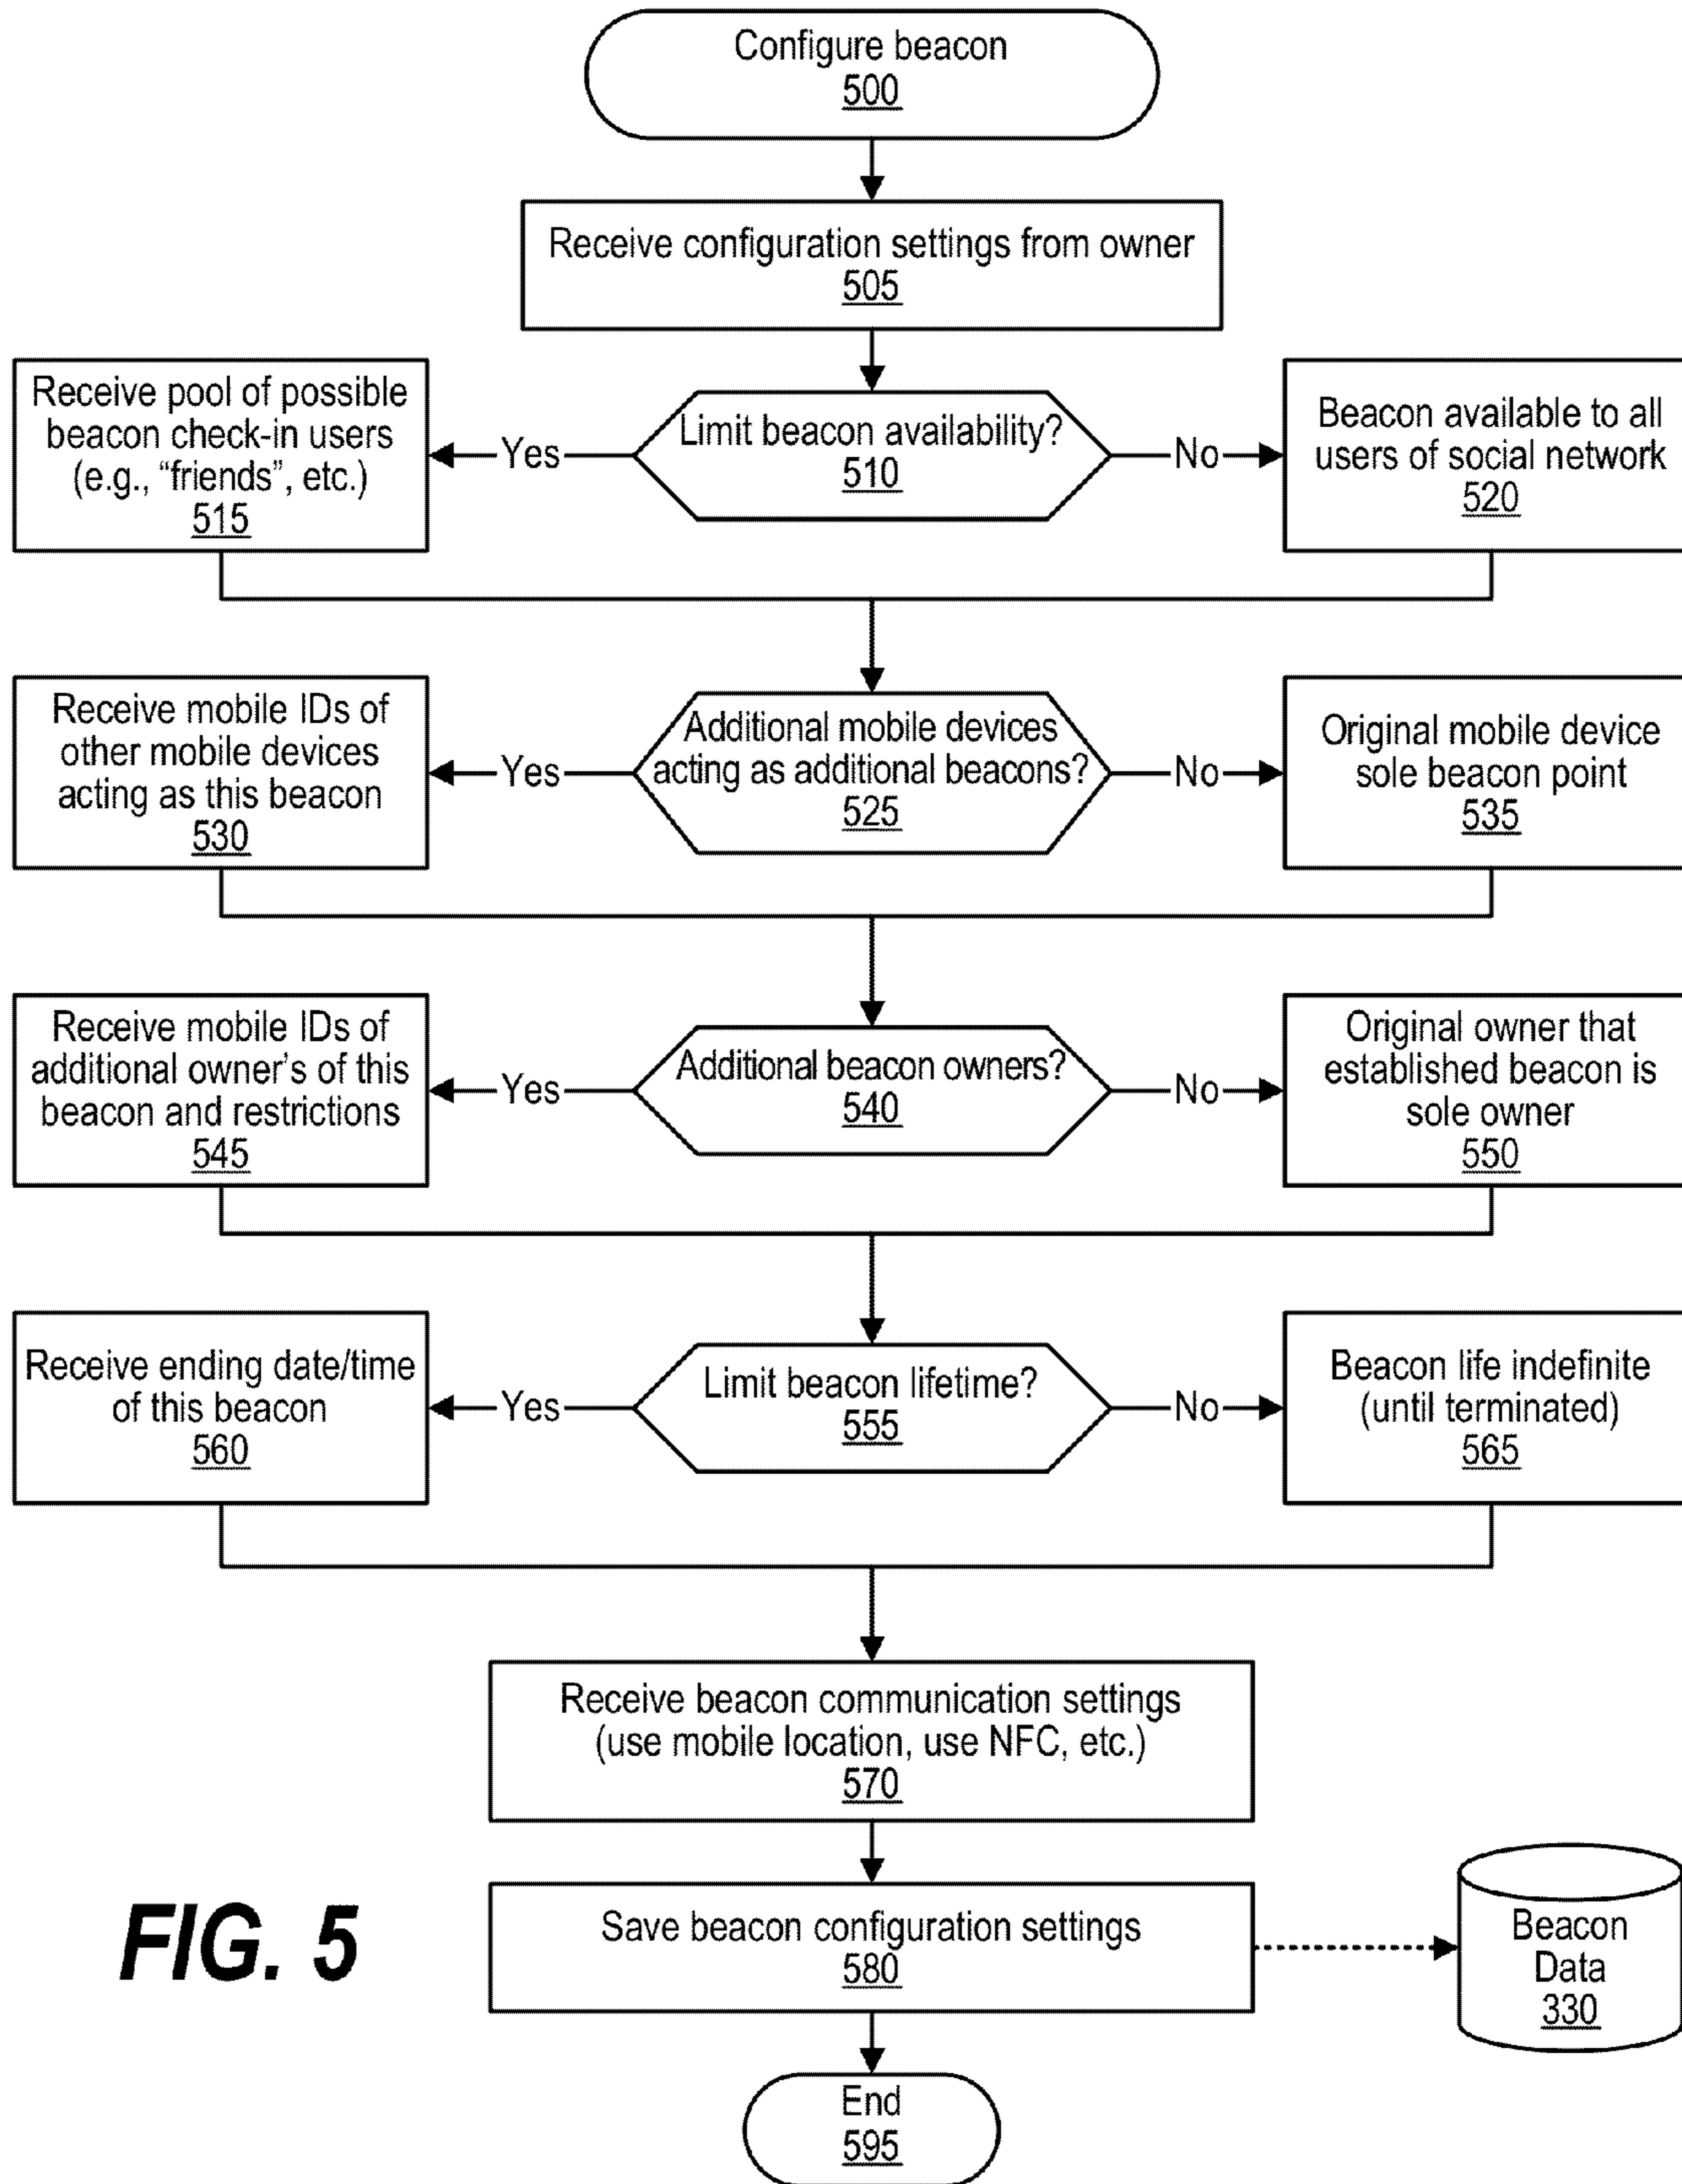 Configure beacon
500
Receive configuration settings from owner
505
Receive pool of possible
beacon check-in users
(e.g., “friends”, etc.)
515
Yes
Limit beacon availability?
510
No
Beacon available to all
users of social network
520
Receive mobile IDs of
other mobile devices
acting as this beacon
530
Yes
Additional mobile devices
acting as additional beacons?
525
No
Original mobile device
sole beacon point
535
Receive mobile IDs of
additional owner's of this
beacon and restrictions
545
Yes
Additional beacon owners?
540
No
Original owner that
established beacon is
sole owner
550
Receive ending date/time
of this beacon
560
Yes
Limit beacon lifetime?
555
No
Beacon life indefinite
(until terminated)
565
Receive beacon communication settings
(use mobile location, use NFC, etc.)
570
Save beacon configuration settings
580
Beacon
Data
330
FIG. 5
End
595